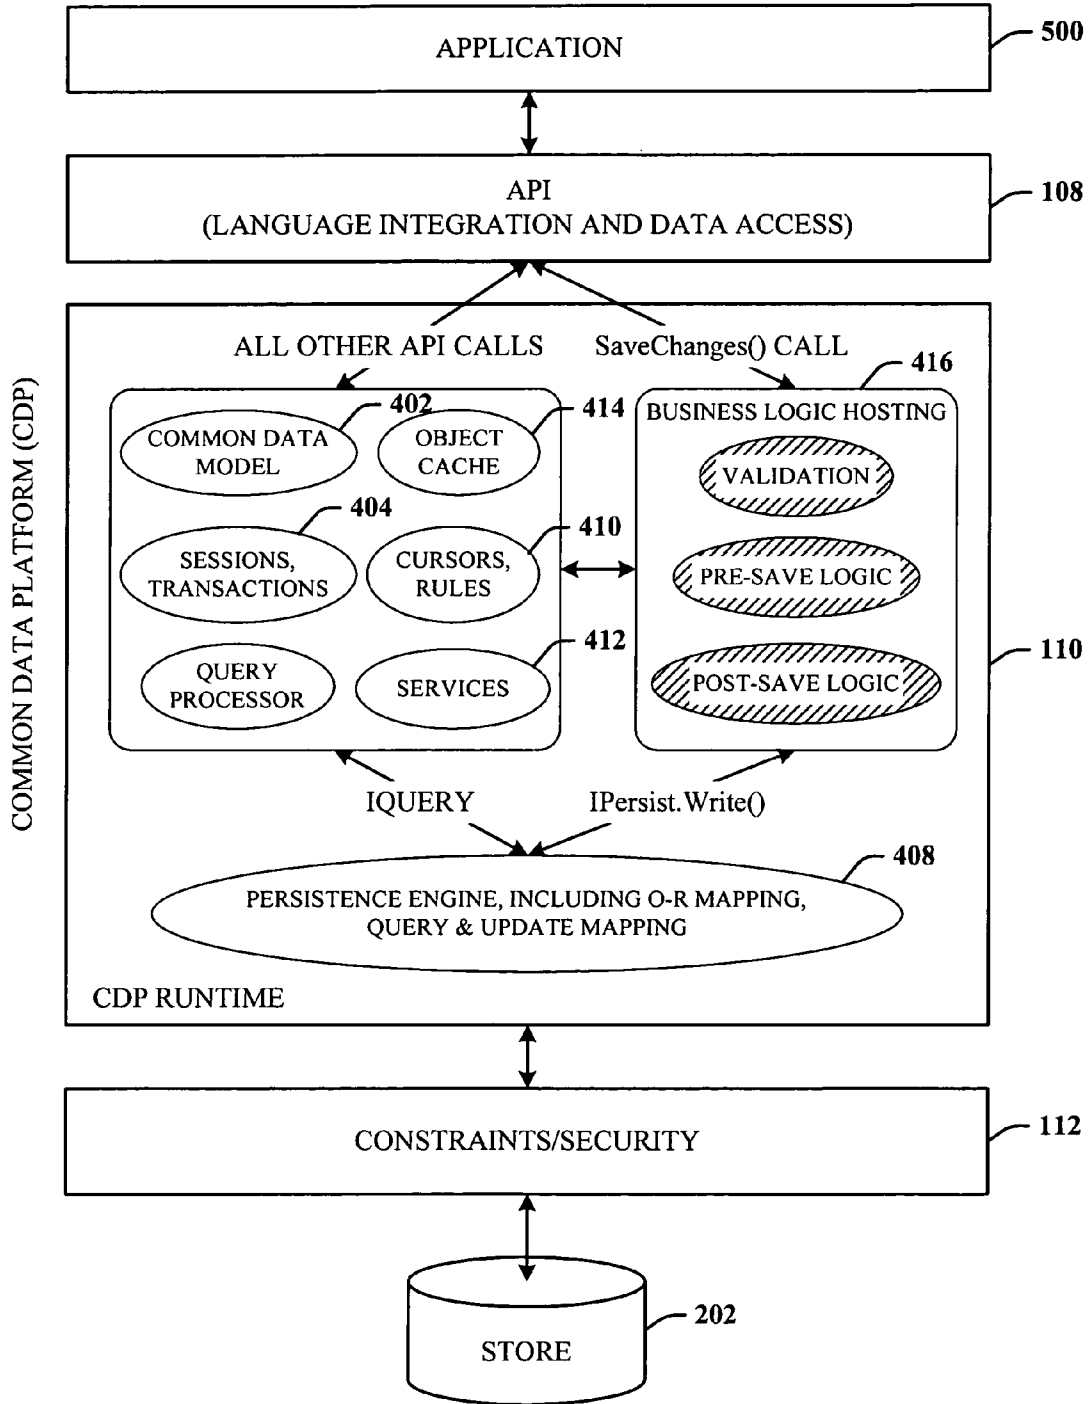 APPLICATION
500
API
(LANGUAGE INTEGRATION AND DATA ACCESS)
108
COMMON DATA PLATFORM (CDP)
ALL OTHER API CALLS
SaveChanges() CALL
416
402
414
COMMON DATA
MODEL
OBJECT
CACHE
BUSINESS LOGIC HOSTING
VALIDATION
404
410
SESSIONS,
TRANSACTIONS
CURSORS,
RULES
PRE-SAVE LOGIC
412
QUERY
PROCESSOR
SERVICES
POST-SAVE LOGIC
110
IQUERY
IPersist.Write()
408
PERSISTENCE ENGINE, INCLUDING O-R MAPPING,
QUERY & UPDATE MAPPING
CDP RUNTIME
CONSTRAINTS/SECURITY
112
STORE
202